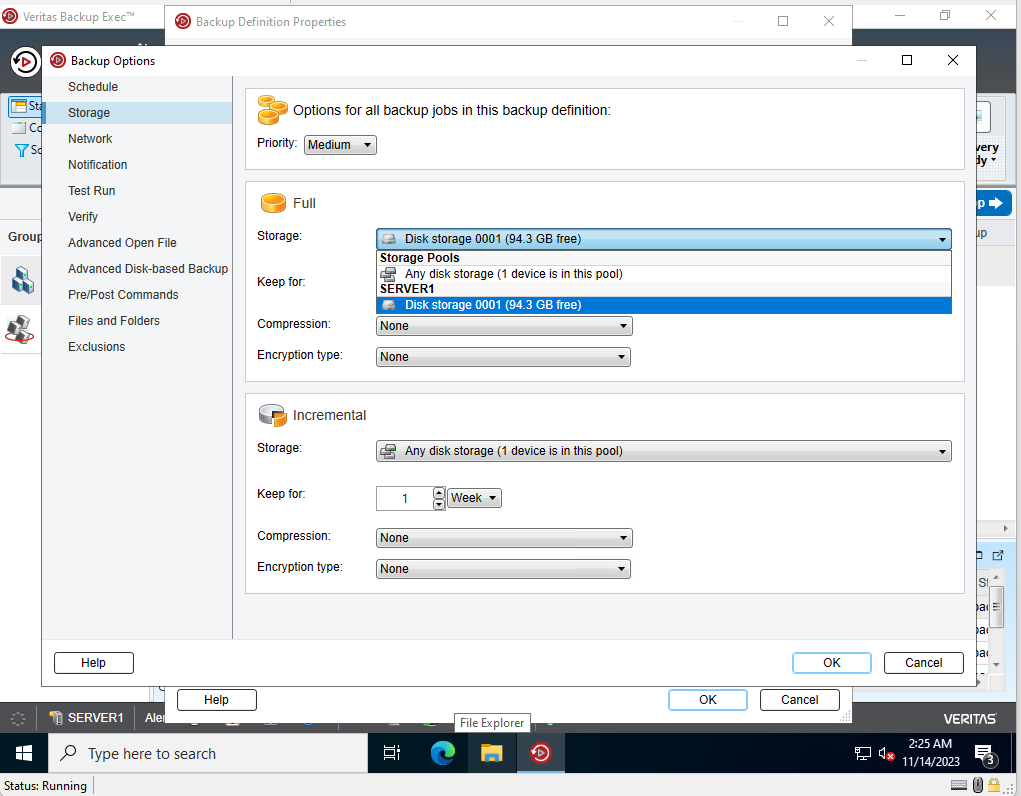 Veritas Backup Exec™
Backup Definition Properties
Backup Options
Schedule
Storage
Network
Notification
Test Run
Verify
Advanced Open File
Advanced Disk-based Backup
Pre/Post Commands
Files and Folders
Exclusions
Options for all backup jobs in this backup definition:
Priority: Medium
Full
Storage: Disk storage 0001 (94.3 GB free)
Storage Pools
Any disk storage (1 device is in this pool)
Keep for:
SERVER1
Disk storage 0001 (94.3 GB free)
Compression: None
Encryption type: None
Incremental
Storage: Any disk storage (1 device is in this pool)
Keep for: 1 Week
Compression: None
Encryption type: None
Help OK Cancel
Group
very
Help OK Cancel
SERVER1
VERITAS
File Explorer
Type here to search
2:25 AM
11/14/2023
3
Status: Running